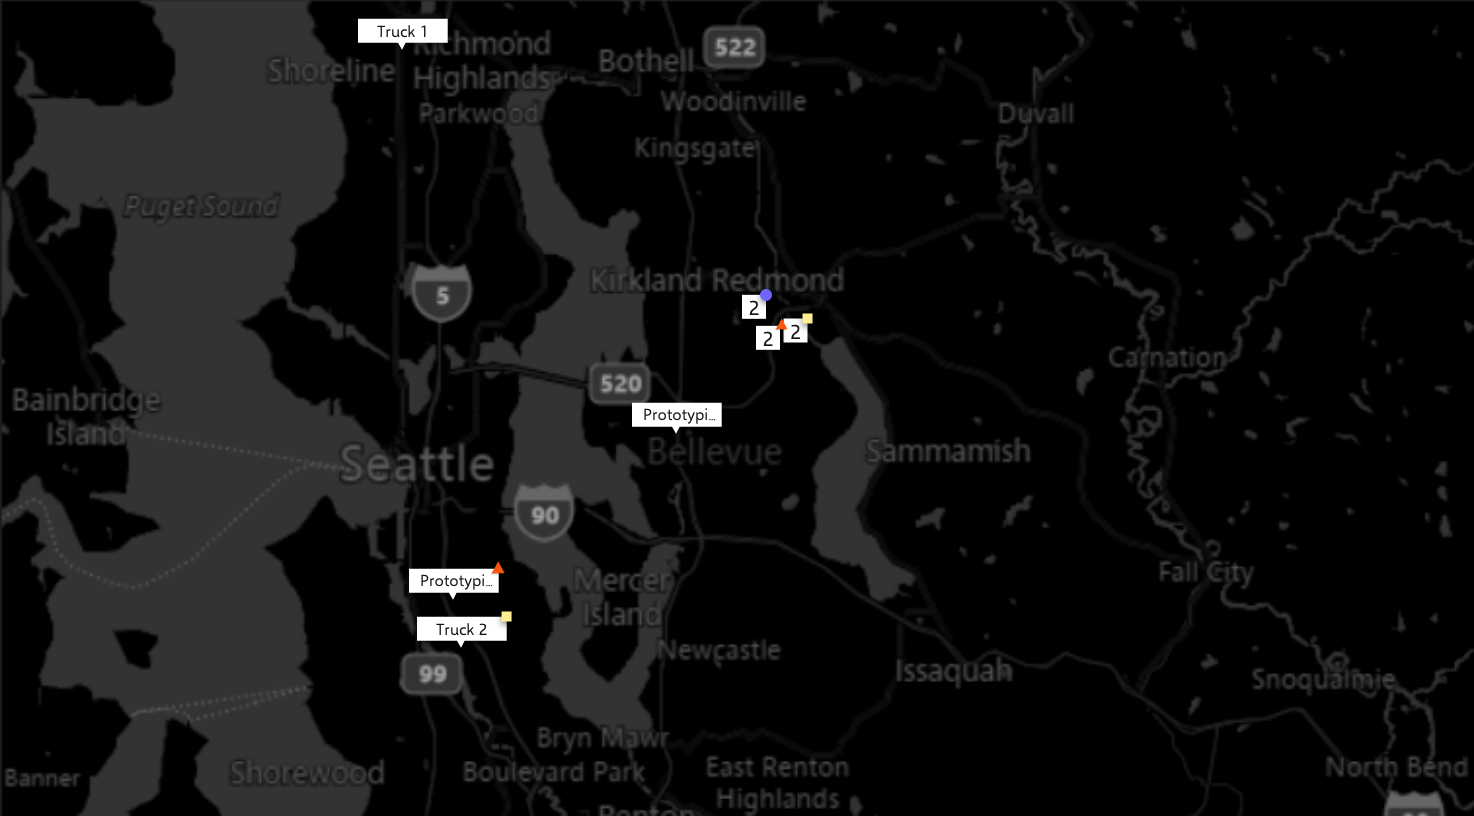 Truck 1
Richmond
Highlands
Shoreline
Parkwood
Bothell
522
Woodinville
Kingsgate
Duvall
Puget Sound
5
Kirkland
Redmond
2
2
2
520
Carnation
Bainbridge
Island
Prototypi...
Bellevue
Seattle
Sammamish
90
Prototypi...
Mercer
Island
Fall City
Truck 2
99
Newcastle
Issaquah
Snoqualmie
Bryn Mawr
Shorewood
Boulevard Park
East Renton
Highlands
North Bend
Banner
Renton